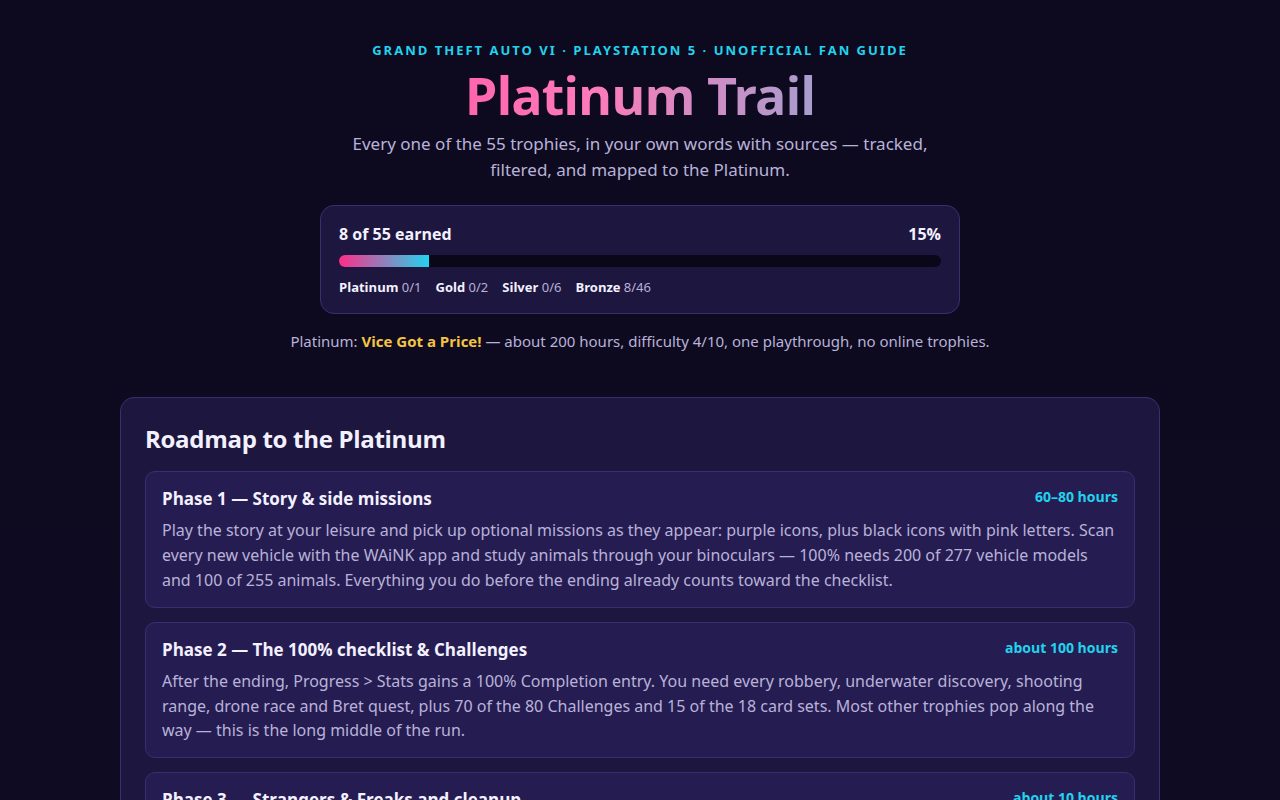 GRAND THEFT AUTO VI · PLAYSTATION 5 · UNOFFICIAL FAN GUIDE
Platinum Trail
Every one of the 55 trophies, in your own words with sources — tracked,
filtered, and mapped to the Platinum.
8 of 55 earned 15%
Platinum 0/1 Gold 0/2 Silver 0/6 Bronze 8/46
Platinum: Vice Got a Price! — about 200 hours, difficulty 4/10, one playthrough, no online trophies.
Roadmap to the Platinum
Phase 1 — Story & side missions 60–80 hours
Play the story at your leisure and pick up optional missions as they appear: purple icons, plus black icons with pink letters. Scan
every new vehicle with the WAiNK app and study animals through your binoculars — 100% needs 200 of 277 vehicle models
and 100 of 255 animals. Everything you do before the ending already counts toward the checklist.
Phase 2 — The 100% checklist & Challenges about 100 hours
After the ending, Progress > Stats gains a 100% Completion entry. You need every robbery, underwater discovery, shooting
range, drone race and Bret quest, plus 70 of the 80 Challenges and 15 of the 18 card sets. Most other trophies pop along the
way — this is the long middle of the run.
Phase 3 — Strangers & Freaks and cleanup about 10 hours